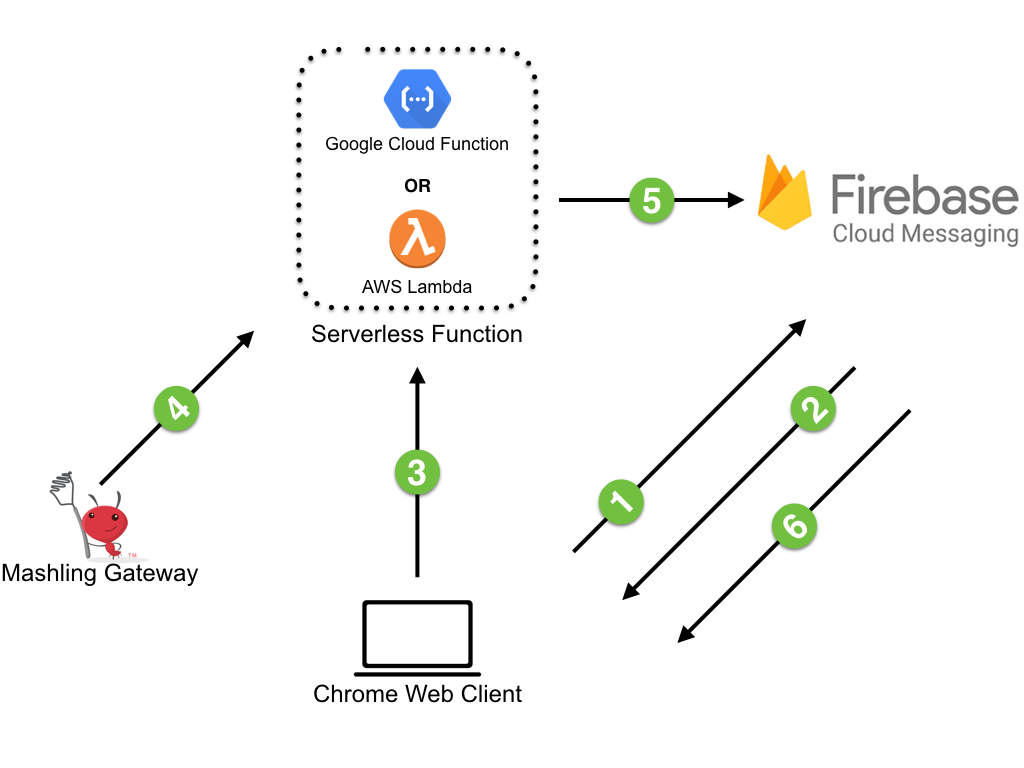 Google Cloud Function
OR
AWS Lambda
Serverless Function
5
Firebase
Cloud Messaging
4
3
1
2
6
TM
Mashling Gateway
Chrome Web Client